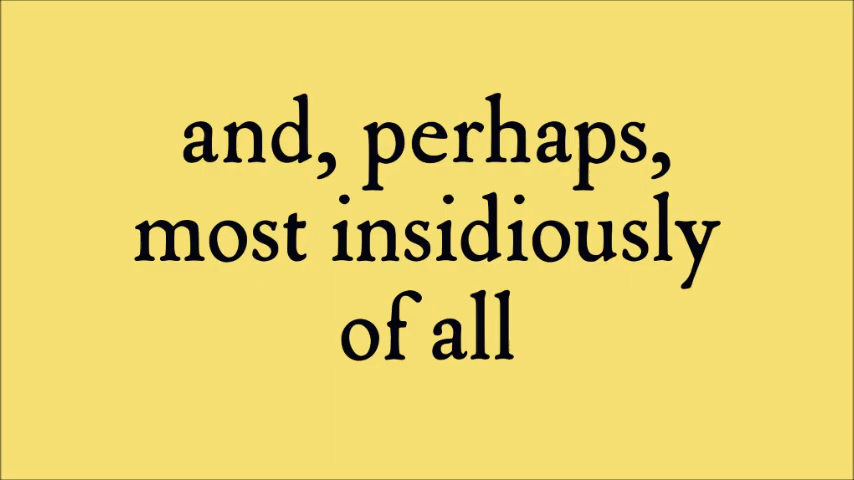 and, perhaps,
most insidiously
of all